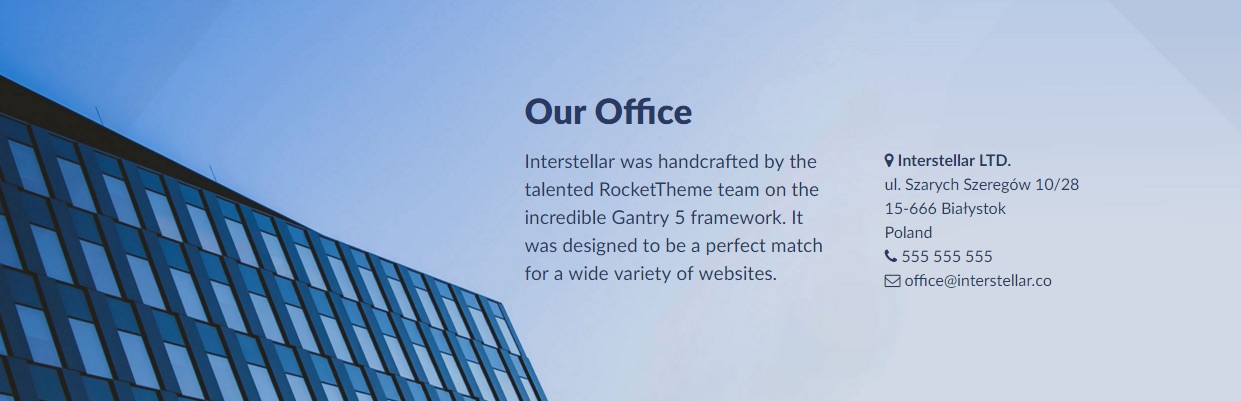 Our Office
Interstellar was handcrafted by the
talented RocketTheme team on the
incredible Gantry 5 framework. It
was designed to be a perfect match
for a wide variety of websites.
Interstellar LTD.
ul. Szarych Szeregów 10/28
15-666 Białystok
Poland
555 555 555
office@interstellar.co